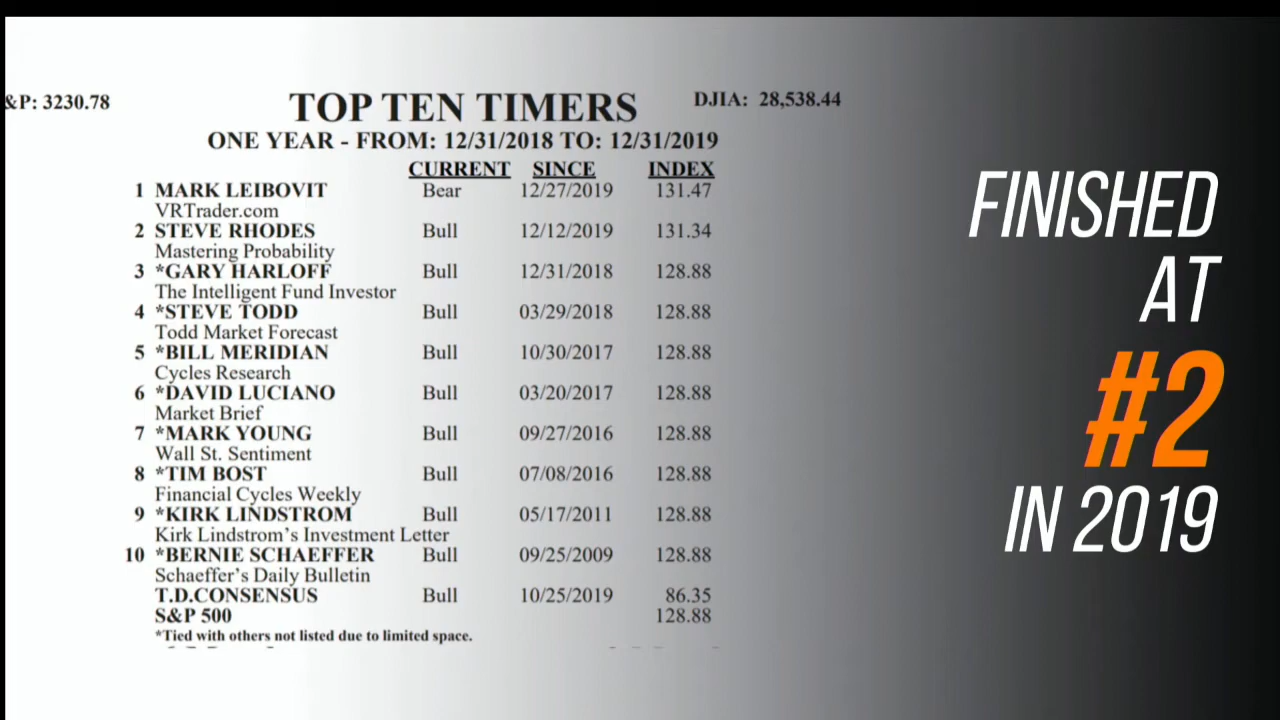 &P: 3230.78
TOP TEN TIMERS
DJIA: 28,538.44
ONE YEAR - FROM: 12/31/2018 TO: 12/31/2019
CURRENT SINCE INDEX
1 MARK LEIBOVIT Bear 12/27/2019 131.47
VRTrader.com
2 STEVE RHODES Bull 12/12/2019 131.34
Mastering Probability
3 *GARY HARLOFF Bull 12/31/2018 128.88
The Intelligent Fund Investor
4 *STEVE TODD Bull 03/29/2018 128.88
Todd Market Forecast
5 *BILL MERIDIAN Bull 10/30/2017 128.88
Cycles Research
6 *DAVID LUCIANO Bull 03/20/2017 128.88
Market Brief
7 *MARK YOUNG Bull 09/27/2016 128.88
Wall St. Sentiment
8 *TIM BOST Bull 07/08/2016 128.88
Financial Cycles Weekly
9 *KIRK LINDSTROM Bull 05/17/2011 128.88
Kirk Lindstrom's Investment Letter
10 *BERNIE SCHAEFFER Bull 09/25/2009 128.88
Schaeffer's Daily Bulletin
T.D.CONSENSUS Bull 10/25/2019 86.35
S&P 500 128.88
*Tied with others not listed due to limited space.
FINISHED
AT
#2
IN 2019